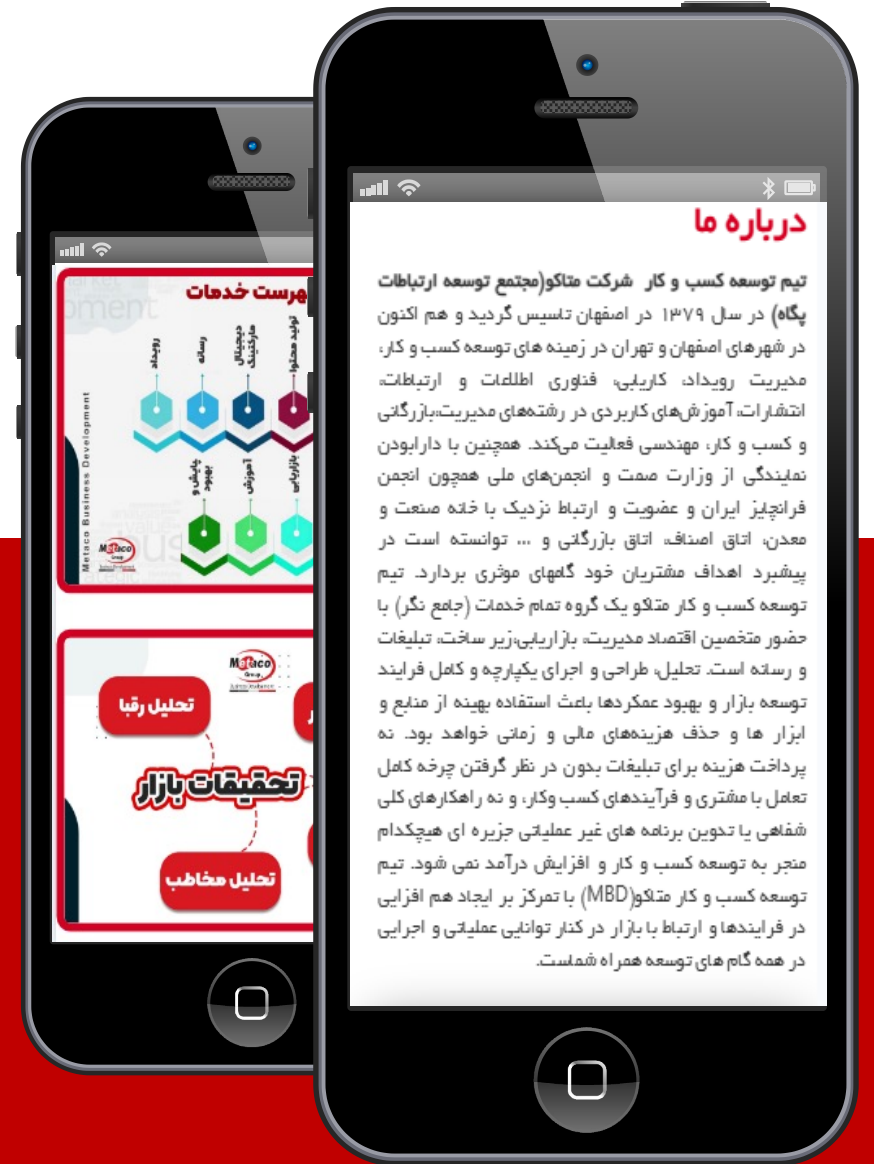 درباره ما
تیم توسعه کسب و کار شرکت متاکو(مجتمع توسعه ارتباطات
پگاه) در سال ۱۳۷۹ در اصفهان تاسیس گردید و هم اکنون
در شهرهای اصفهان و تهران در زمینه های توسعه کسب و کار،
مدیریت رویداد، کاریابی، فناوری اطلاعات و ارتباطات،
انتشارات، آموزش‌های کاربردی در رشته‌های مدیریت،بازرگانی
و کسب و کار، مهندسی فعالیت می‌کند. همچنین با دارابودن
نمایندگی از وزارت صمت و انجمن‌های ملی همچون انجمن
فرانچایز ایران و عضویت و ارتباط نزدیک با خانه صنعت و
معدن، اتاق اصناف، اتاق بازرگانی و ... توانسته است در
پیشبرد اهداف مشتریان خود گامهای موثری بردارد. تیم
توسعه کسب و کار متاکو یک گروه تمام خدمات (جامع نگر) با
حضور متخصین اقتصاد مدیریت، بازاریابی،زیر ساخت، تبلیغات
و رسانه است. تحلیل، طراحی و اجرای یکپارچه و کامل فرایند
توسعه بازار و بهبود عمکردها باعث استفاده بهینه از منابع و
ابزار ها و حذف هزینه‌های مالی و زمانی خواهد بود. نه
پرداخت هزینه برای تبلیغات بدون در نظر گرفتن چرخه کامل
تعامل با مشتری و فرآیندهای کسب وکار، و نه راهکارهای کلی
شفاهی یا تدوین برنامه های غیر عملیاتی جزیره ای هیچکدام
منجر به توسعه کسب و کار و افزایش درآمد نمی شود. تیم
توسعه کسب و کار متاکو(MBD) با تمرکز بر ایجاد هم افزایی
در فرایندها و ارتباط با بازار در کنار توانایی عملیاتی و اجرایی
در همه گام های توسعه همراه شماست.
هرست خدمات
تولید محتوا
دیجیتال
مارکتینگ
رسانه
رویداد
بازاریابی
آموزش
پایش و
بهبود
Metaco Business Development
Metaco
Group
Metaco
Group
تحلیل رقبا
تحقیقات بازار
تحلیل مخاطب